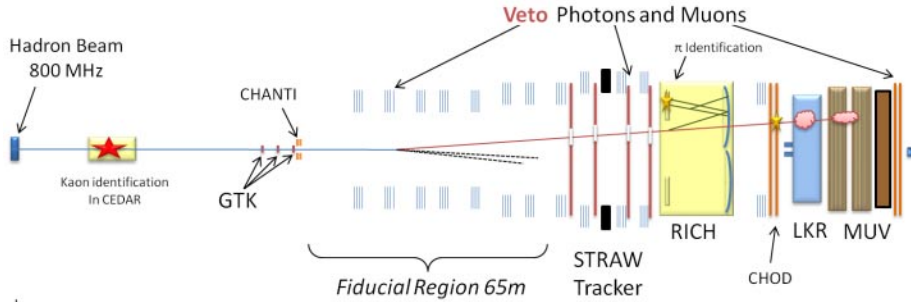 Veto Photons and Muons
Hadron Beam
800 MHz
π Identification
CHANTI
Kaon identification
In CEDAR
GTK
RICH
LKR
MUV
STRAW
Tracker
CHOD
Fiducial Region 65m